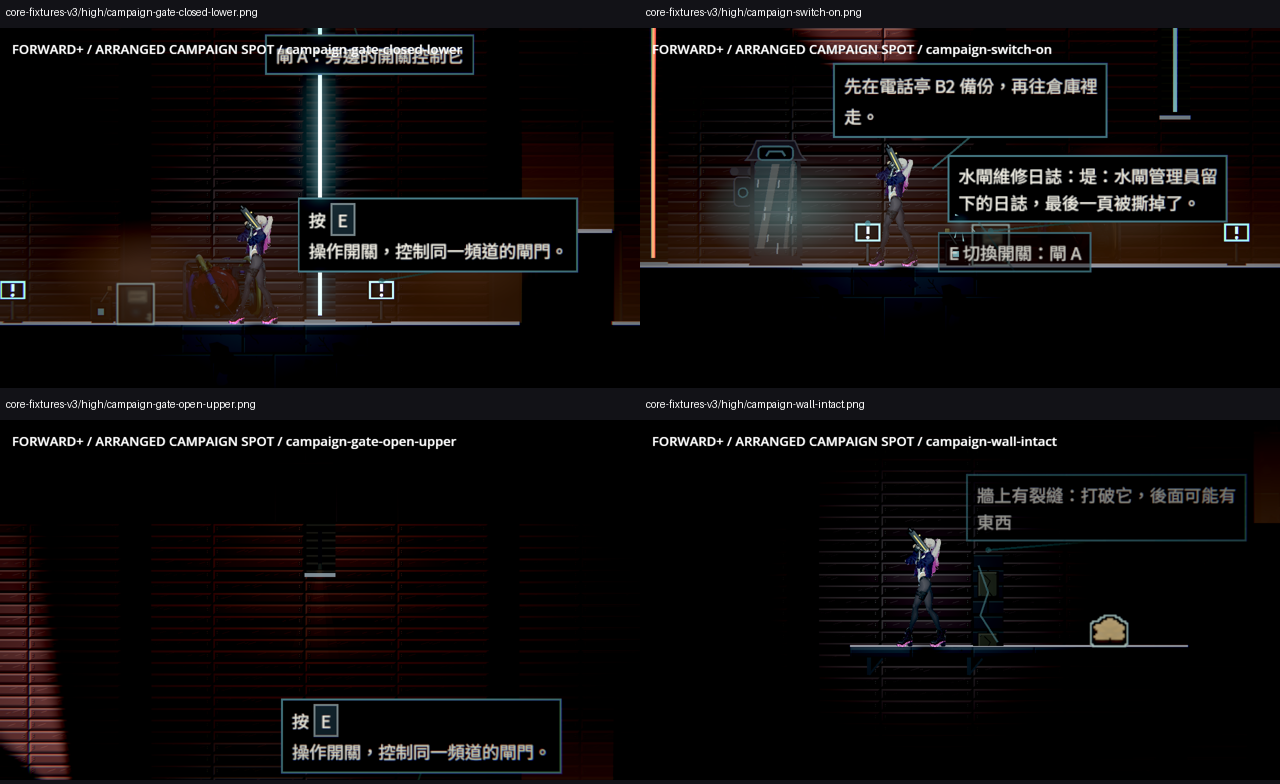 core-fixtures-v3/high/campaign-gate-closed-lower.png
FORWARD+ / ARRANGED CAMPAIGN SPOT / campaign-gate-closed-lower
閘 A：旁邊的開關控制它
按 E
操作開關，控制同一頻道的閘門。
!
!
core-fixtures-v3/high/campaign-switch-on.png
FORWARD+ / ARRANGED CAMPAIGN SPOT / campaign-switch-on
先在電話亭 B2 備份，再往倉庫裡
走。
水閘維修日誌：堤：水閘管理員留
下的日誌，最後一頁被撕掉了。
!
!
E 切換開關：閘 A
core-fixtures-v3/high/campaign-gate-open-upper.png
FORWARD+ / ARRANGED CAMPAIGN SPOT / campaign-gate-open-upper
按 E
操作開關，控制同一頻道的閘門。
core-fixtures-v3/high/campaign-wall-intact.png
FORWARD+ / ARRANGED CAMPAIGN SPOT / campaign-wall-intact
牆上有裂縫：打破它，後面可能有
東西